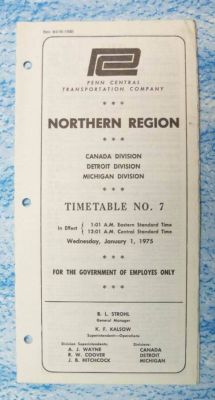 PENN CENTRAL
TRANSPORTATION COMPANY
NORTHERN REGION
CANADA DIVISION
DETROIT DIVISION
MICHIGAN DIVISION
TIMETABLE NO. 7
In Effect { 1:01 A.M. Eastern Standard Time
12:01 A.M. Central Standard Time
Wednesday, January 1, 1975
FOR THE GOVERNMENT OF EMPLOYES ONLY
B. L. STROHL
General Manager
K. F. KALSOW
Superintendent—Operations
Division Superintendents: Divisions:
A. J. WAYNE CANADA
R. W. COOVER DETROIT
J. B. HITCHCOCK MICHIGAN